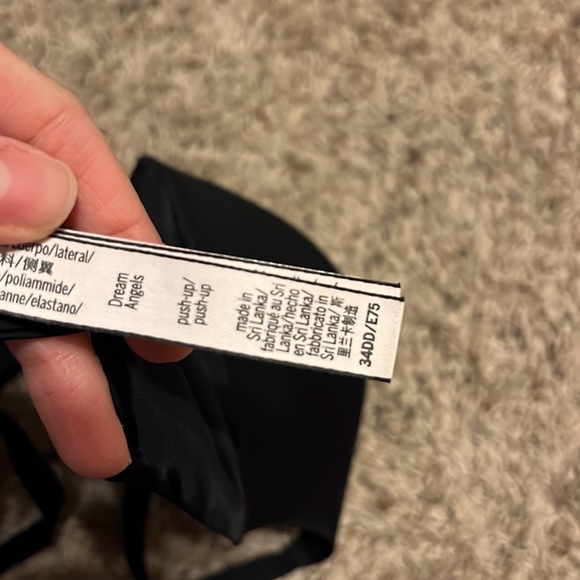 cuerpo/lateral/
料/侧翼
/poliammide/
anne/elastano/
Dream
Angels
push-up/
push-up
made in
Sri Lanka/
fabriqué au Sri
Lanka/hecho
en Sri Lanka/
fabbricato in
Sri Lanka/ 斯
里兰卡制造
34DD/E75